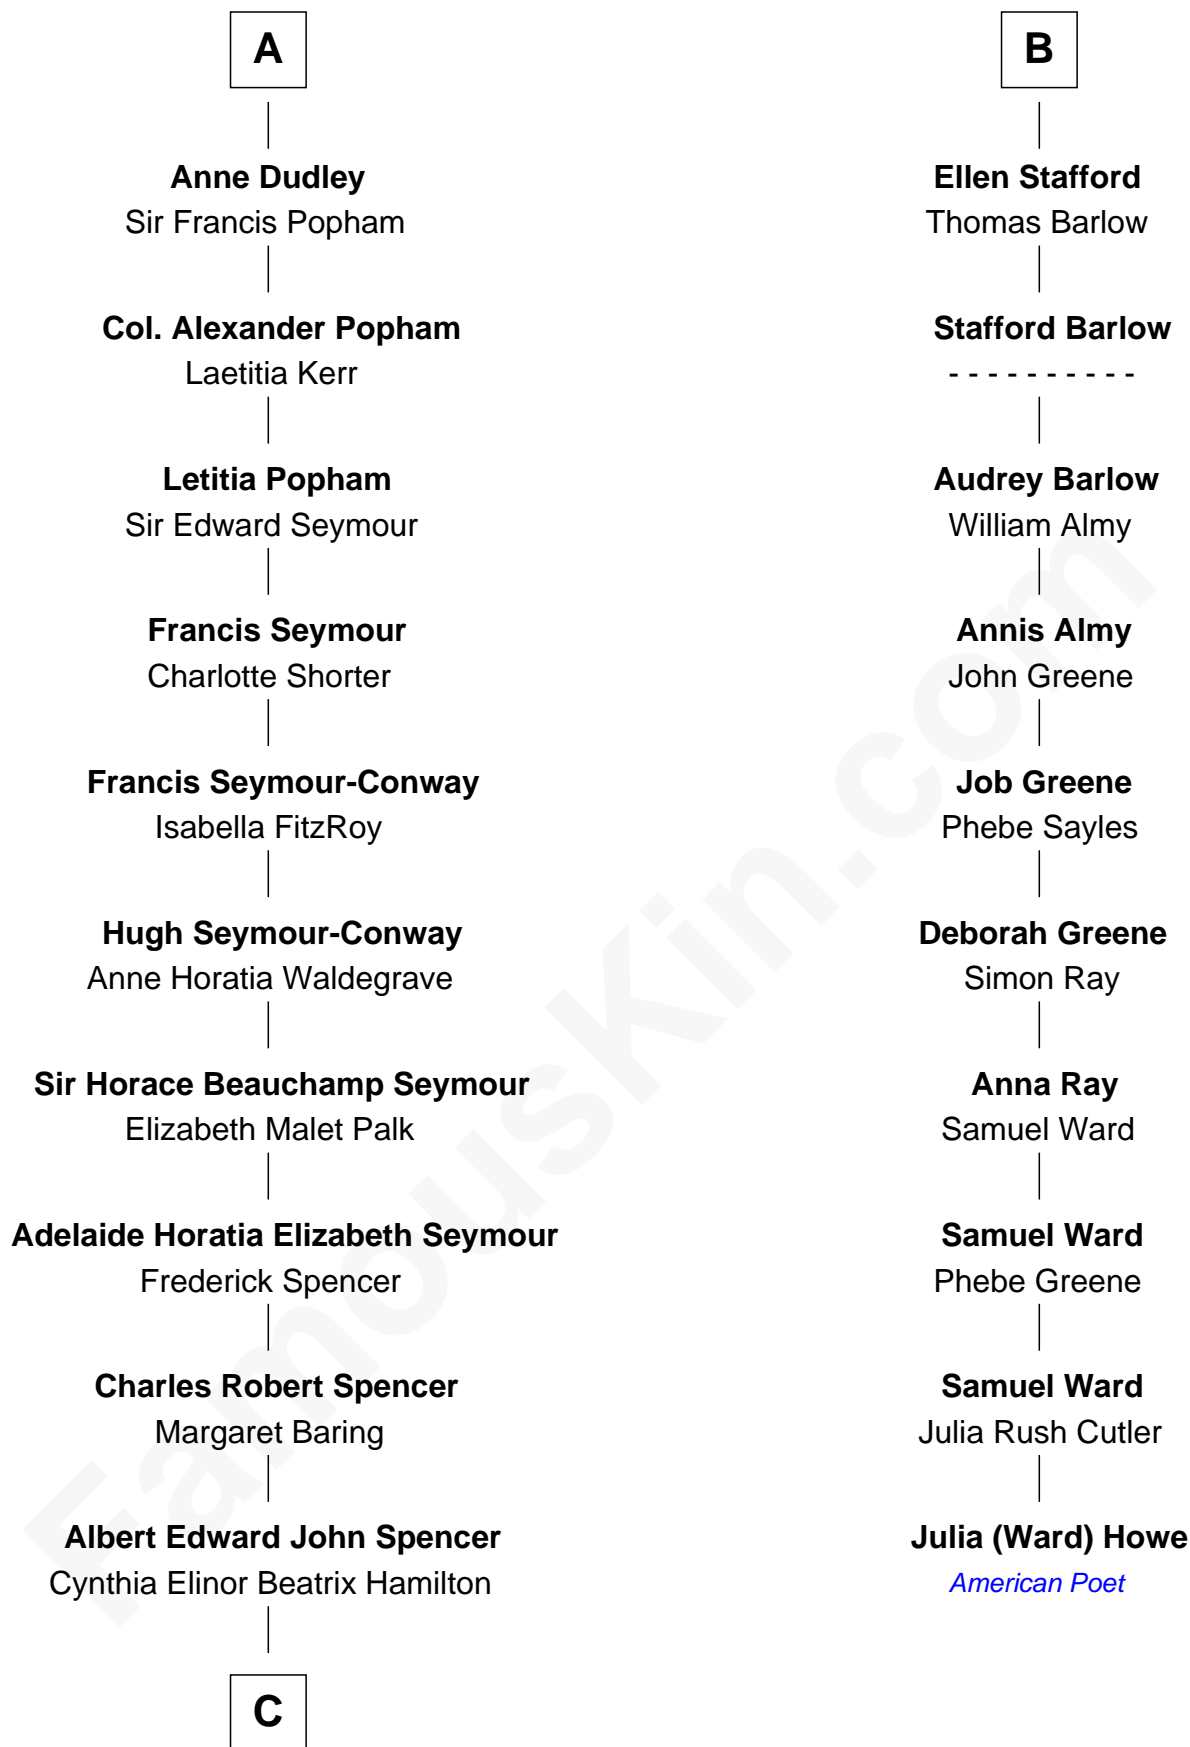 A
Anne Dudley
Sir Francis Popham
Col. Alexander Popham
Laetitia Kerr
Letitia Popham
Sir Edward Seymour
Francis Seymour
Charlotte Shorter
Francis Seymour-Conway
Isabella FitzRoy
Hugh Seymour-Conway
Anne Horatia Waldegrave
Sir Horace Beauchamp Seymour
Elizabeth Malet Palk
Adelaide Horatia Elizabeth Seymour
Frederick Spencer
Charles Robert Spencer
Margaret Baring
Albert Edward John Spencer
Cynthia Elinor Beatrix Hamilton
C
B
Ellen Stafford
Thomas Barlow
Stafford Barlow
- - - - - - - - - -
Audrey Barlow
William Almy
Annis Almy
John Greene
Job Greene
Phebe Sayles
Deborah Greene
Simon Ray
Anna Ray
Samuel Ward
Samuel Ward
Phebe Greene
Samuel Ward
Julia Rush Cutler
Julia (Ward) Howe
American Poet
FamousKin.com